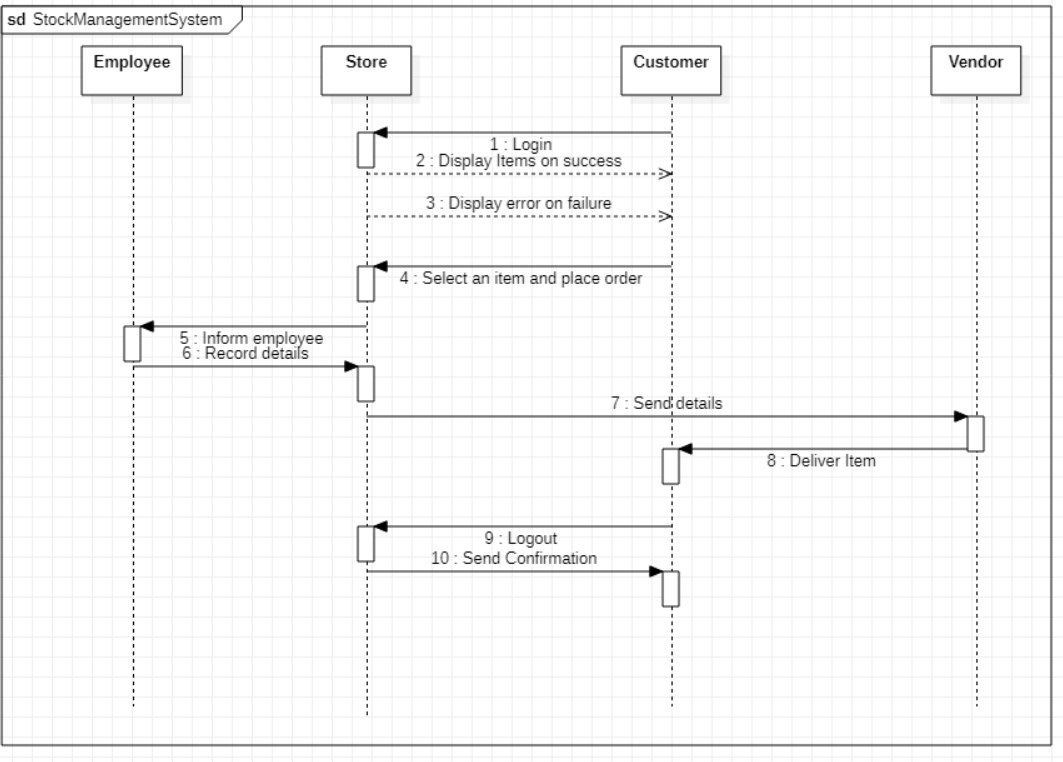 sd StockManagementSystem
Employee
Store
Customer
Vendor
1 : Login
2 : Display Items on success
3 : Display error on failure
4 : Select an item and place order
5 : Inform employee
6 : Record details
7 : Send details
8 : Deliver Item
9 : Logout
10 : Send Confirmation